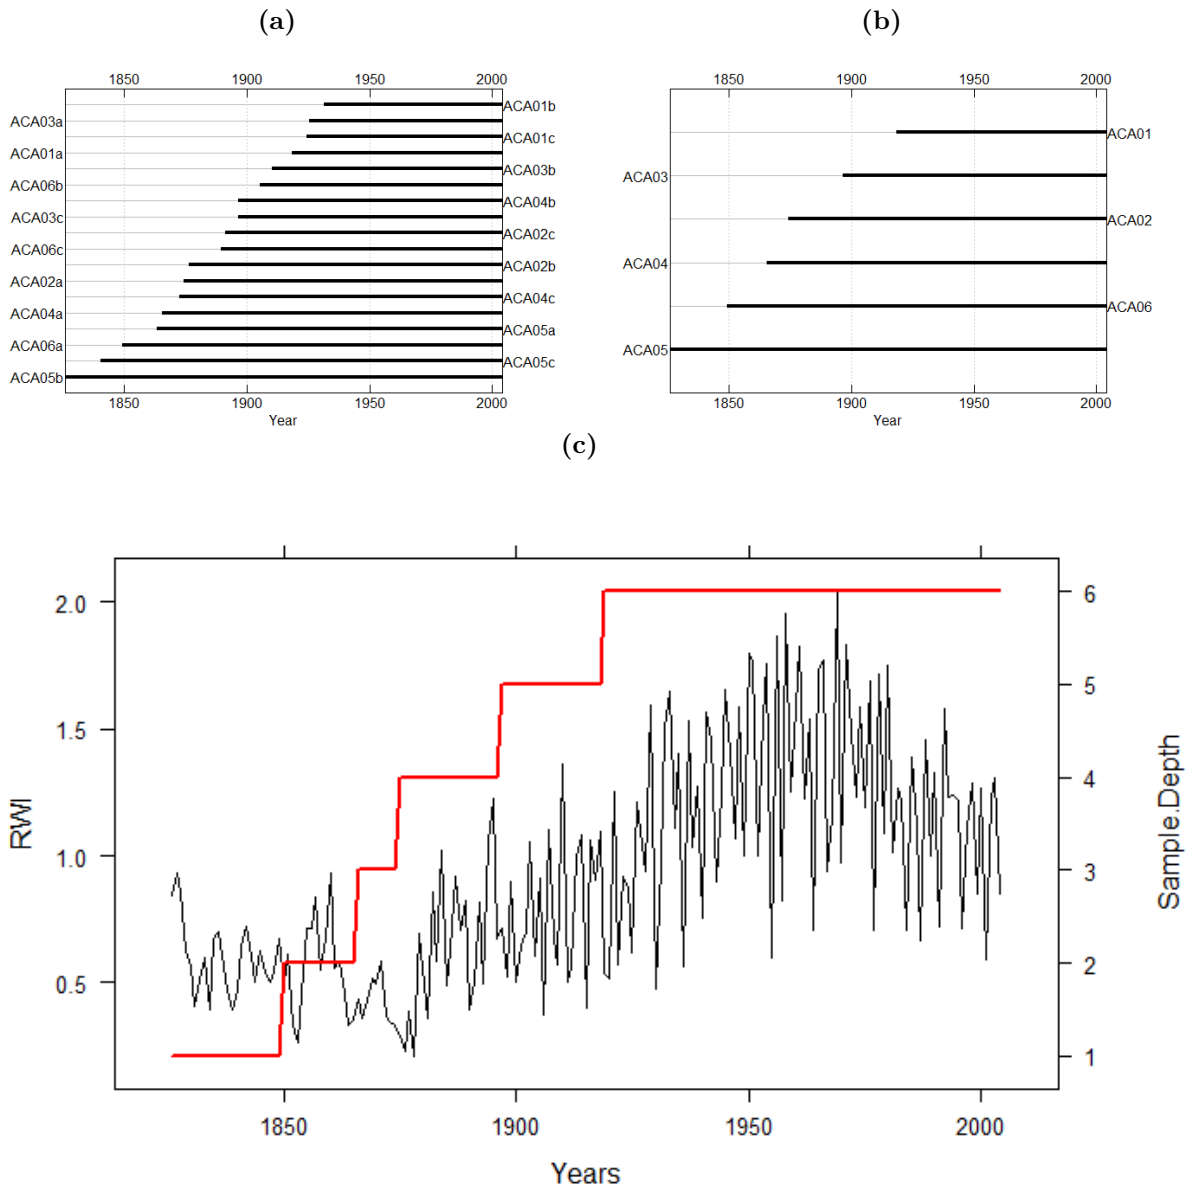 (a)
1850 1900 1950 2000
ACA01b
ACA03a
ACA01c
ACA01a
ACA03b
ACA06b
ACA04b
ACA03c
ACA02c
ACA06c
ACA02b
ACA02a
ACA04c
ACA04a
ACA05a
ACA06a
ACA05c
ACA05b
1850 1900 1950 2000
Year
(b)
1850 1900 1950 2000
ACA01
ACA03
ACA02
ACA04
ACA06
ACA05
1850 1900 1950 2000
Year
(c)
2.0
1.5
1.0
0.5
RWI
6
5
4
3
2
1
Sample.Depth
1850 1900 1950 2000
Years